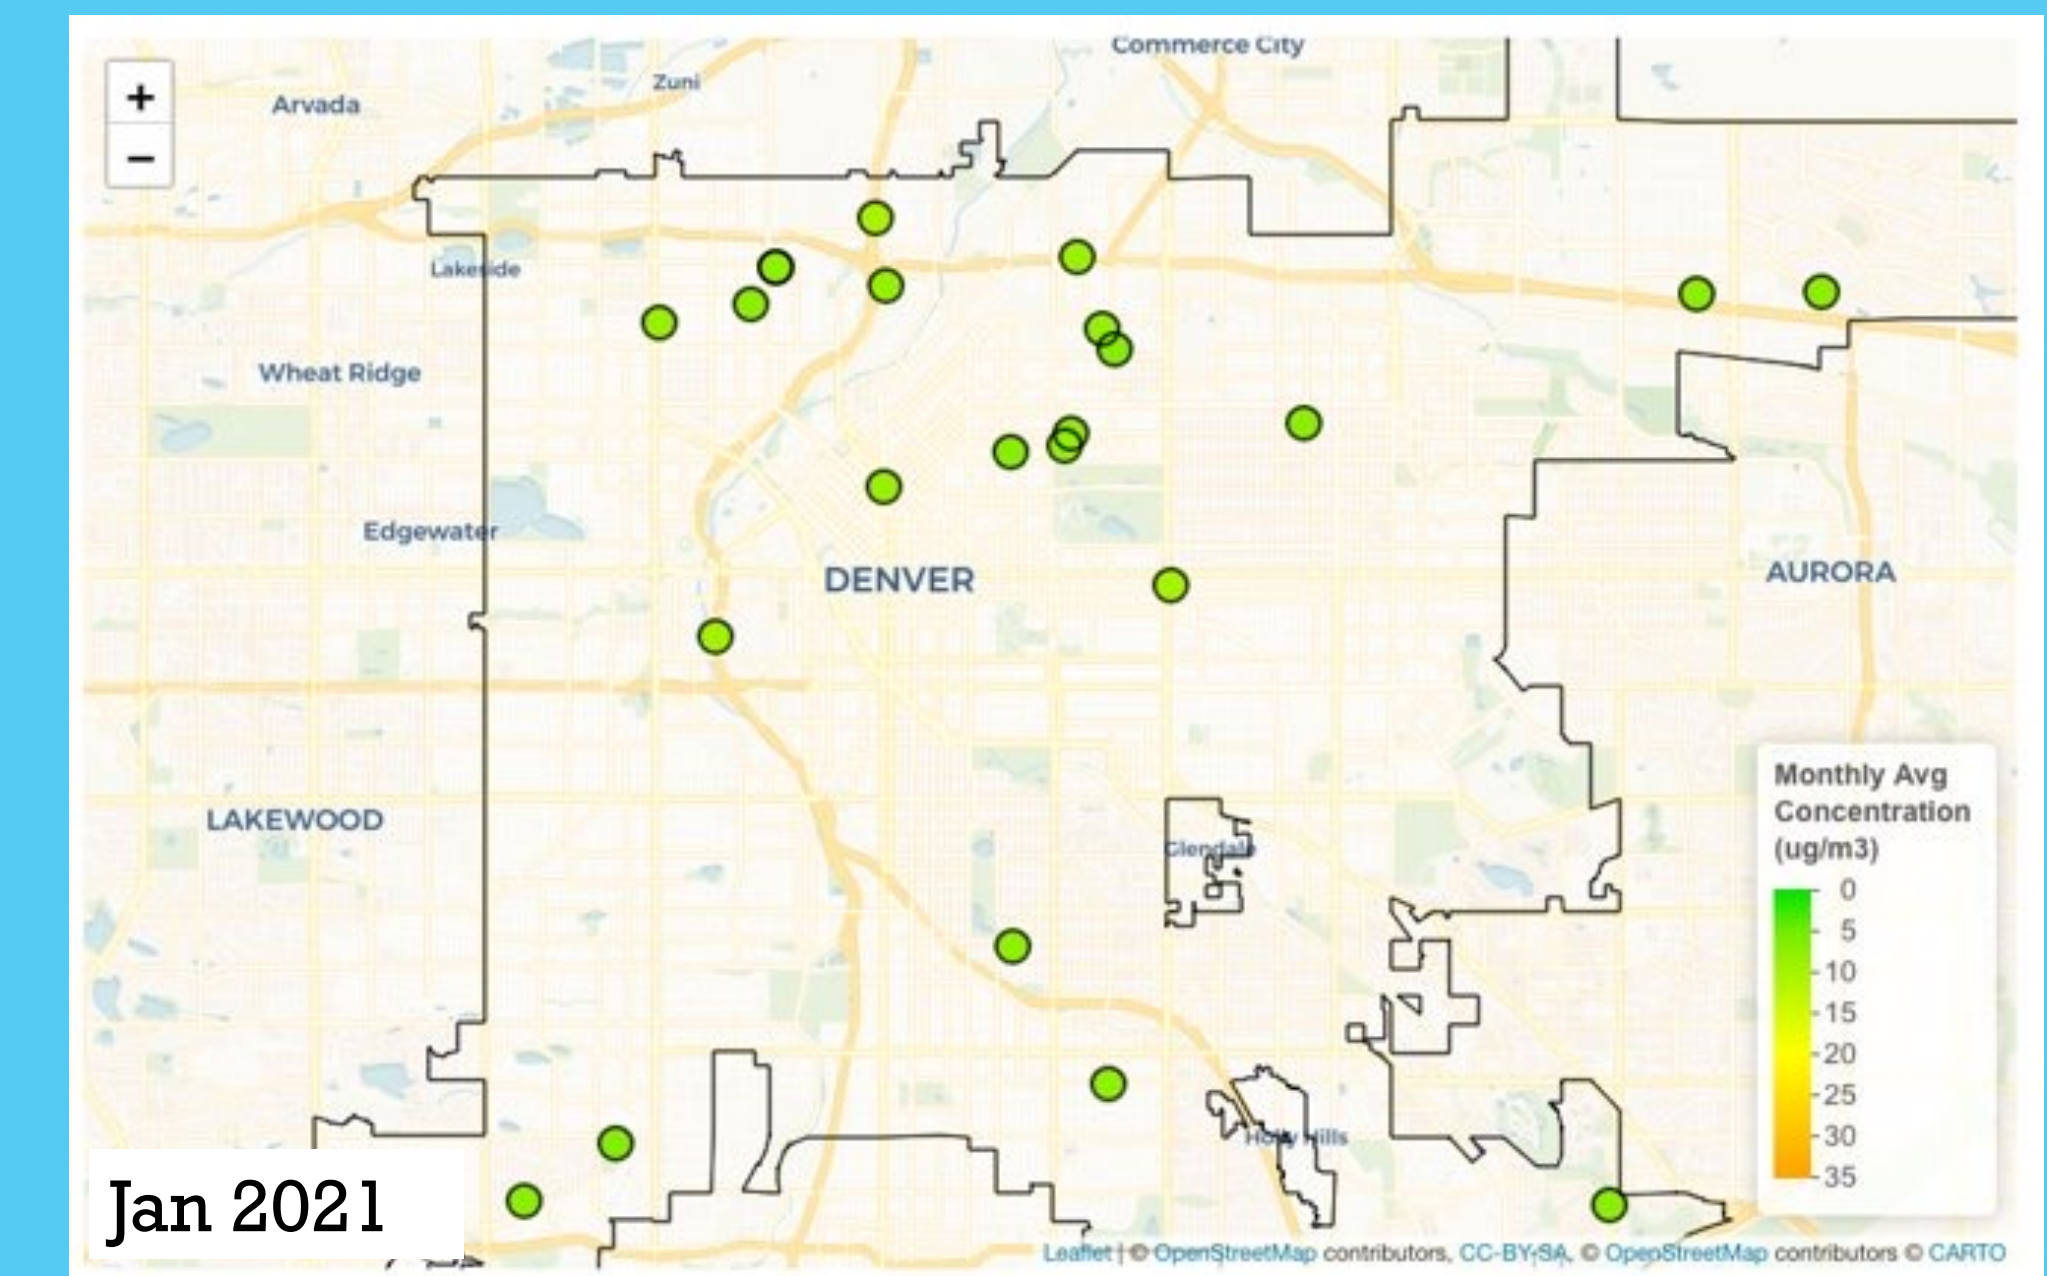 Commerce City
+
Zuni
Arvada
−
Lakeside
Wheat Ridge
Edgewater
DENVER
AURORA
LAKEWOOD
Glendale
Holly Hills
Monthly Avg
Concentration
(ug/m3)
0
5
10
15
20
25
30
35
Jan 2021
Leaflet | © OpenStreetMap contributors, CC-BY-SA, © OpenStreetMap contributors © CARTO